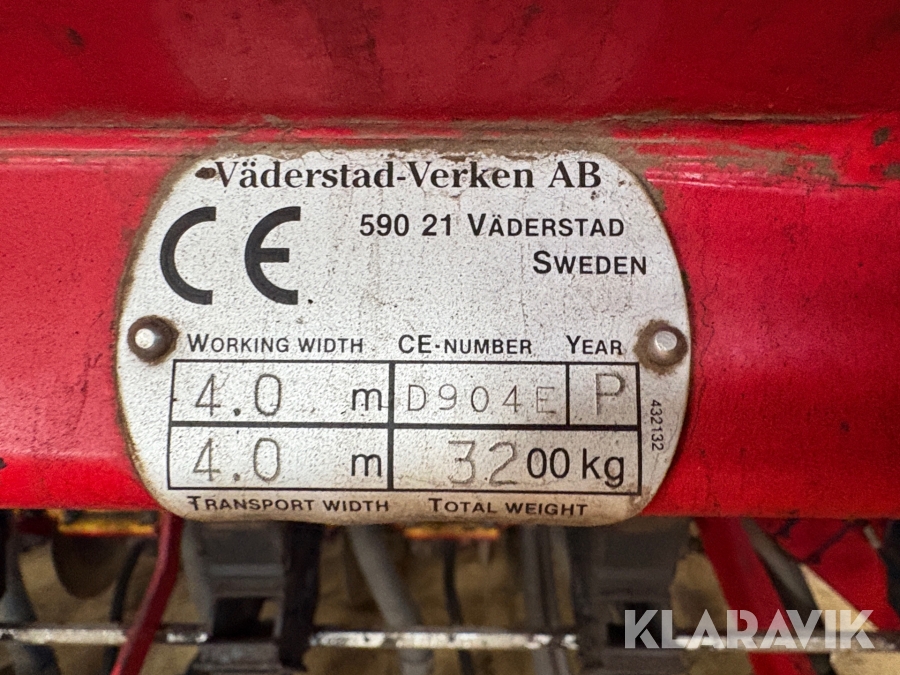 Väderstad-Verken AB
CE
590 21 VÄDERSTAD
SWEDEN
WORKING WIDTH CE-NUMBER YEAR
4.0 m D904E P
4.0 m 3200 kg
TRANSPORT WIDTH TOTAL WEIGHT
432132
KLARAVIK